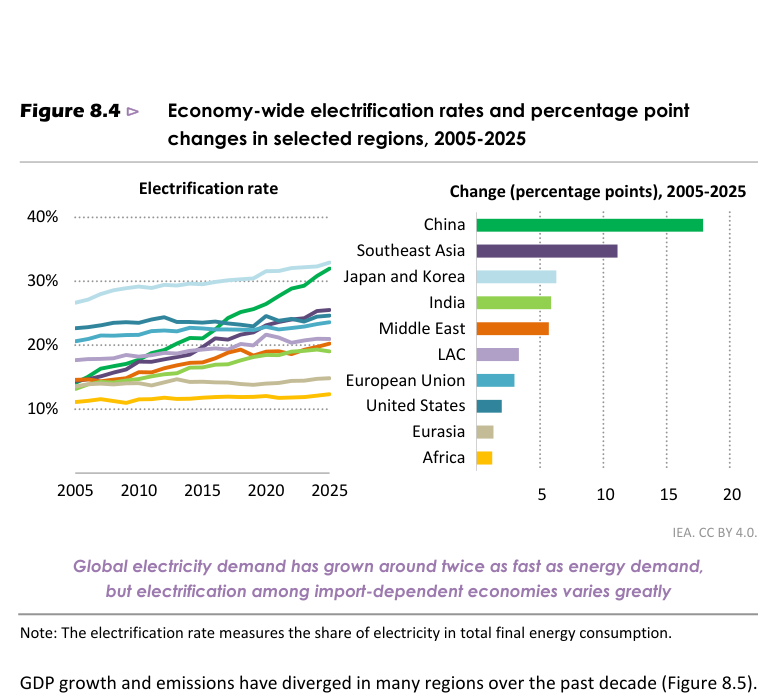 Figure 8.4 ▷ Economy-wide electrification rates and percentage point
changes in selected regions, 2005-2025
Electrification rate
40%
30%
20%
10%
2005 2010 2015 2020 2025
Change (percentage points), 2005-2025
China
Southeast Asia
Japan and Korea
India
Middle East
LAC
European Union
United States
Eurasia
Africa
5 10 15 20
IEA. CC BY 4.0.
Global electricity demand has grown around twice as fast as energy demand,
but electrification among import-dependent economies varies greatly
Note: The electrification rate measures the share of electricity in total final energy consumption.
GDP growth and emissions have diverged in many regions over the past decade (Figure 8.5).